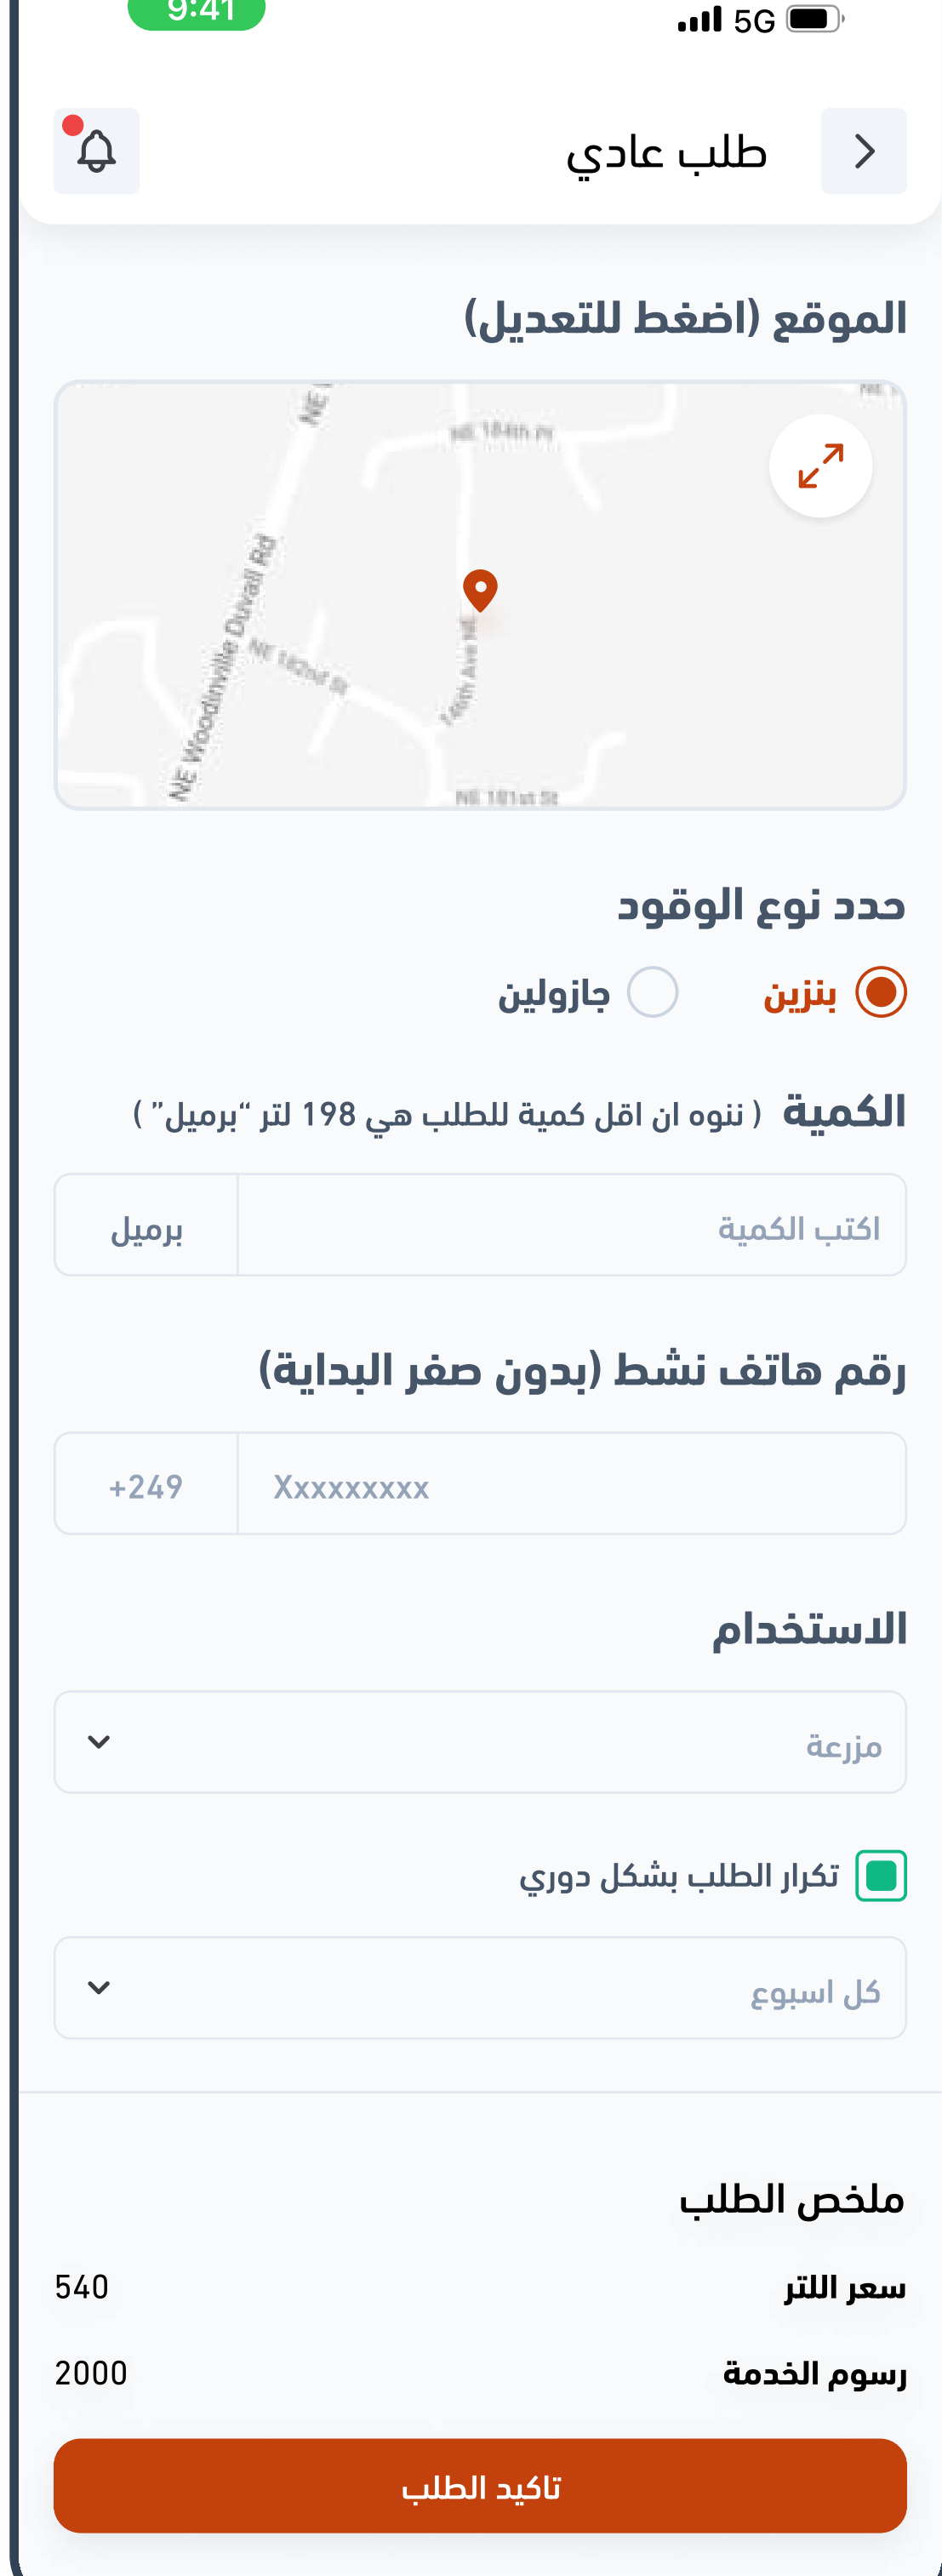 9:41 5G
طلب عادي
الموقع (اضغط للتعديل)
NE 184th Pl
NE Woodinville Duvall Rd
NE 182nd St
NE 181st St
حدد نوع الوقود
بنزين جازولين
الكمية ( ننوه ان اقل كمية للطلب هي 198 لتر “برميل” )
اكتب الكمية برميل
رقم هاتف نشط (بدون صفر البداية)
+249 Xxxxxxxxx
الاستخدام
مزرعة
تكرار الطلب بشكل دوري
كل اسبوع
ملخص الطلب
سعر اللتر 540
رسوم الخدمة 2000
تاكيد الطلب